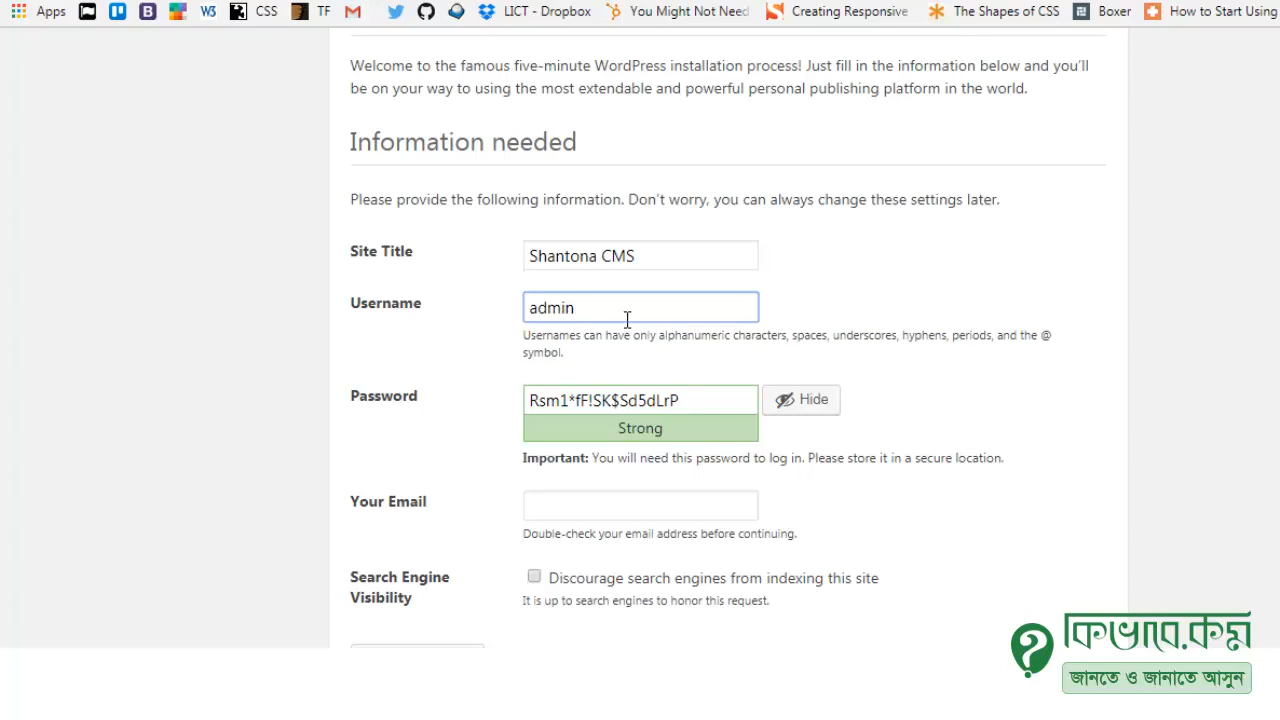 Apps CSS TF LICT - Dropbox You Might Not Need Creating Responsive The Shapes of CSS Boxer How to Start Using
Welcome to the famous five-minute WordPress installation process! Just fill in the information below and you’ll
be on your way to using the most extendable and powerful personal publishing platform in the world.
Information needed
Please provide the following information. Don’t worry, you can always change these settings later.
Site Title
Shantona CMS
Username
admin
Usernames can have only alphanumeric characters, spaces, underscores, hyphens, periods, and the @
symbol.
Password
Rsm1*fF!SK$Sd5dLrP
Hide
Strong
Important: You will need this password to log in. Please store it in a secure location.
Your Email
Double-check your email address before continuing.
Search Engine
Visibility
Discourage search engines from indexing this site
It is up to search engines to honor this request.
কিভাবে.কম
জানতে ও জানাতে আসুন